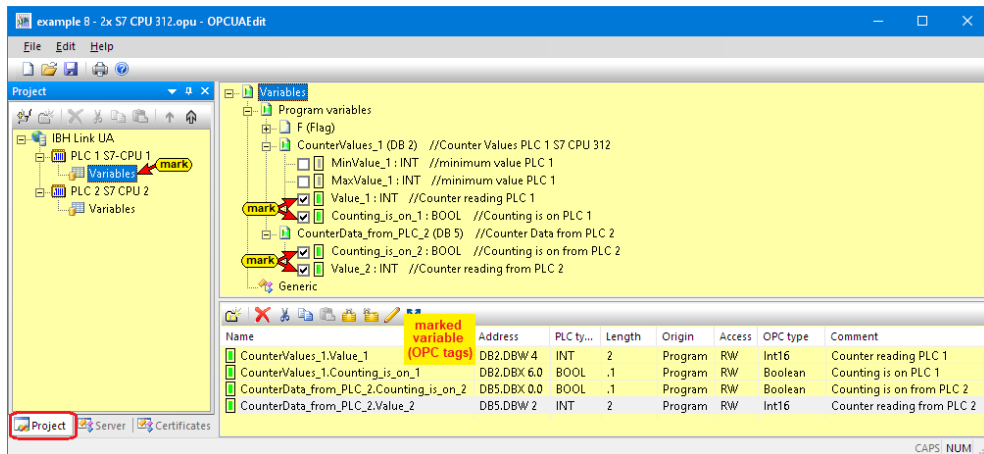 example 8 - 2x S7 CPU 312.opu - OPCUAEdit
File Edit Help
Project
IBH Link UA
PLC 1 S7-CPU 1
Variables
mark
PLC 2 S7 CPU 2
Variables
Project Server Certificates
Variables
Program variables
F (Flag)
CounterValues_1 (DB 2) //Counter Values PLC 1 S7 CPU 312
MinValue_1 : INT //minimum value PLC 1
MaxValue_1 : INT //minimum value PLC 1
Value_1 : INT //Counter reading PLC 1
mark
Counting_is_on_1 : BOOL //Counting is on PLC 1
CounterData_from_PLC_2 (DB 5) //Counter Data from PLC 2
Counting_is_on_2 : BOOL //Counting is on from PLC 2
mark
Value_2 : INT //Counter reading from PLC 2
Generic
marked
variable
(OPC tags)
Name Address PLC ty... Length Origin Access OPC type Comment
CounterValues_1.Value_1 DB2.DBW 4 INT 2 Program RW Int16 Counter reading PLC 1
CounterValues_1.Counting_is_on_1 DB2.DBX 6.0 BOOL .1 Program RW Boolean Counting is on PLC 1
CounterData_from_PLC_2.Counting_is_on_2 DB5.DBX 0.0 BOOL .1 Program RW Boolean Counting is on from PLC 2
CounterData_from_PLC_2.Value_2 DB5.DBW 2 INT 2 Program RW Int16 Counter reading from PLC 2
CAPS NUM